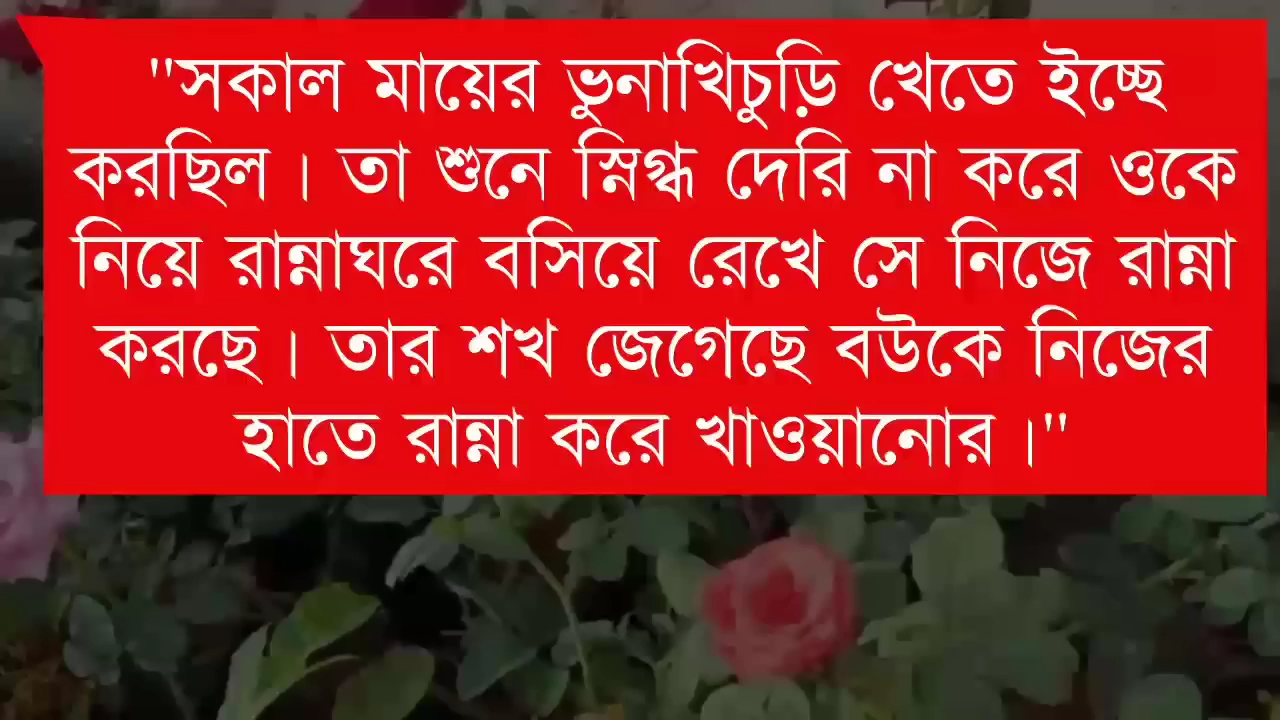 "সকাল মায়ের ভুনাখিচুড়ি খেতে ইচ্ছে
করছিল। তা শুনে স্নিগ্ধ দেরি না করে ওকে
নিয়ে রান্নাঘরে বসিয়ে রেখে সে নিজে রান্না
করছে। তার শখ জেগেছে বউকে নিজের
হাতে রান্না করে খাওয়ানোর।"